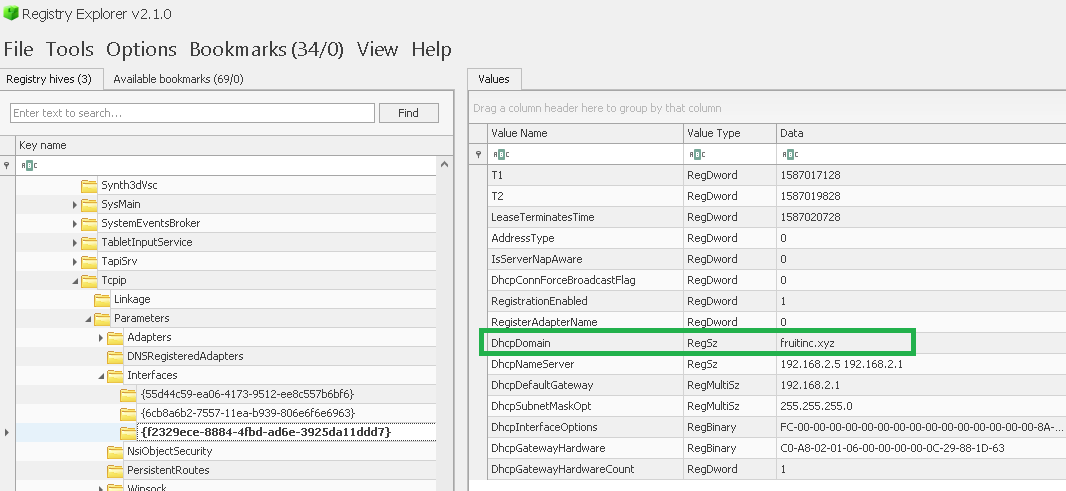 Registry Explorer v2.1.0
File Tools Options Bookmarks (34/0) View Help
Registry hives (3) Available bookmarks (69/0)
Enter text to search... Find
Key name
Synth3dVsc
SysMain
SystemEventsBroker
TabletInputService
TapiSrv
Tcpip
Linkage
Parameters
Adapters
DNSRegisteredAdapters
Interfaces
{55d44c59-ea06-4173-9512-ee8c557b6bf6}
{6cb8a6b2-7557-11ea-b939-806e6f6e6963}
{f2329ece-8884-4fbd-ad6e-3925da11ddd7}
NsiObjectSecurity
PersistentRoutes
Winsock
Values
Drag a column header here to group by that column
Value Name Value Type Data
T1 RegDword 1587017128
T2 RegDword 1587019828
LeaseTerminatesTime RegDword 1587020728
AddressType RegDword 0
IsServerNapAware RegDword 0
DhcpConnForceBroadcastFlag RegDword 0
RegistrationEnabled RegDword 1
RegisterAdapterName RegDword 0
DhcpDomain RegSz fruitinc.xyz
DhcpNameServer RegSz 192.168.2.5 192.168.2.1
DhcpDefaultGateway RegMultiSz 192.168.2.1
DhcpSubnetMaskOpt RegMultiSz 255.255.255.0
DhcpInterfaceOptions RegBinary FC-00-00-00-00-00-00-00-00-00-00-00-00-00-00-00-8A-...
DhcpGatewayHardware RegBinary C0-A8-02-01-06-00-00-00-00-0C-29-88-1D-63
DhcpGatewayHardwareCount RegDword 1